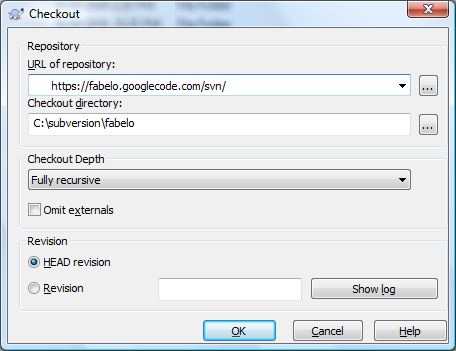 Checkout
Repository
URL of repository:
https://fabelo.googlecode.com/svn/
...
Checkout directory:
C:\subversion\fabelo
...
Checkout Depth
Fully recursive
Omit externals
Revision
HEAD revision
Revision
Show log
OK
Cancel
Help